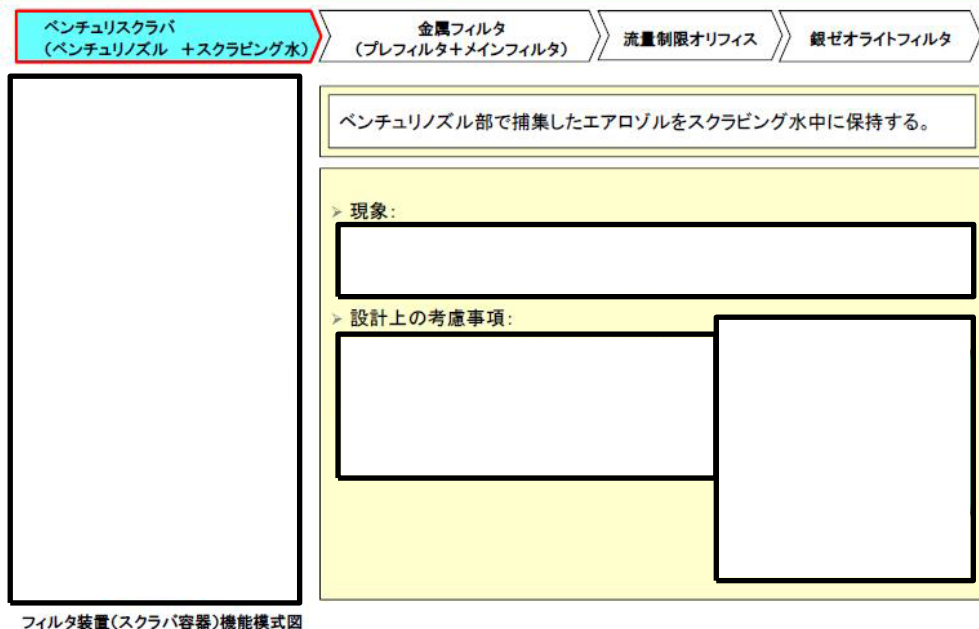 ベンチュリスクラバ
(ベンチュリノズル +スクラビング水)
金属フィルタ
(プレフィルタ+メインフィルタ)
流量制限オリフィス
銀ゼオライトフィルタ
ベンチュリノズル部で捕集したエアロゾルをスクラビング水中に保持する。
➢ 現象:
➢ 設計上の考慮事項:
フィルタ装置(スクラバ容器)機能模式図